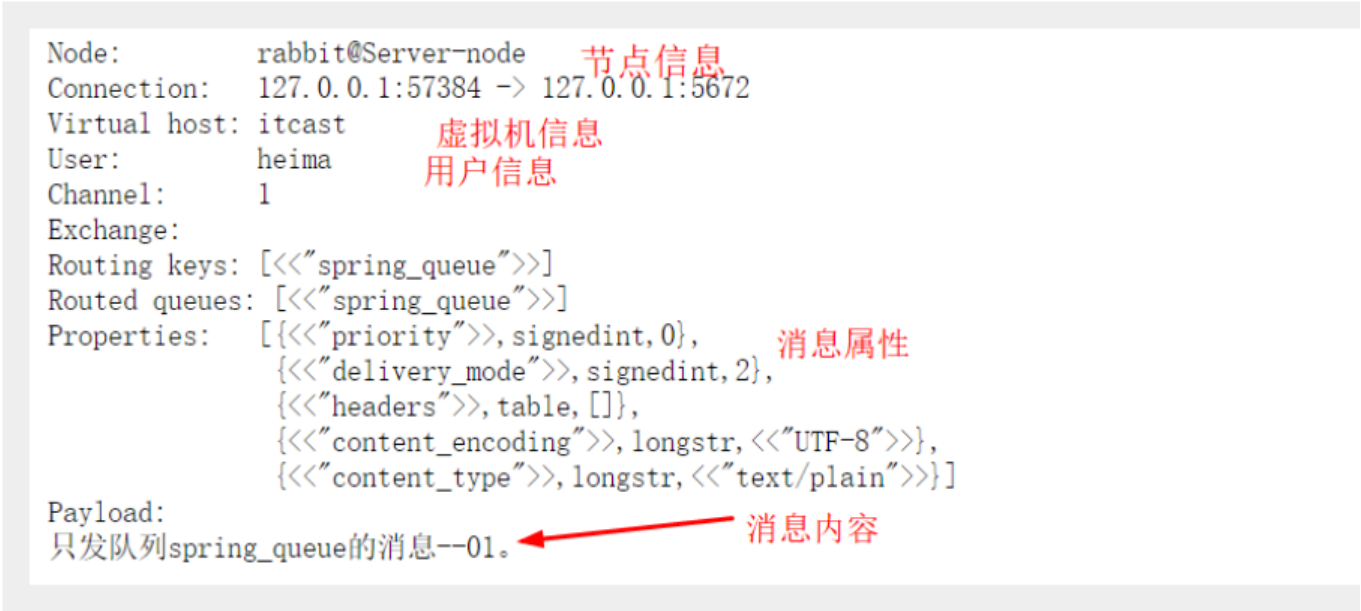 Node: rabbit@Server-node 节点信息
Connection: 127.0.0.1:57384 -> 127.0.0.1:5672
Virtual host: itcast 虚拟机信息
User: heima 用户信息
Channel: 1
Exchange:
Routing keys: [<<"spring_queue">>]
Routed queues: [<<"spring_queue">>]
Properties: [{<<"priority">>,signedint,0}, 消息属性
{<<"delivery_mode">>,signedint,2},
{<<"headers">>,table,[]},
{<<"content_encoding">>,longstr,<<"UTF-8">>},
{<<"content_type">>,longstr,<<"text/plain">>}]
Payload:
只发队列spring_queue的消息--01。 消息内容